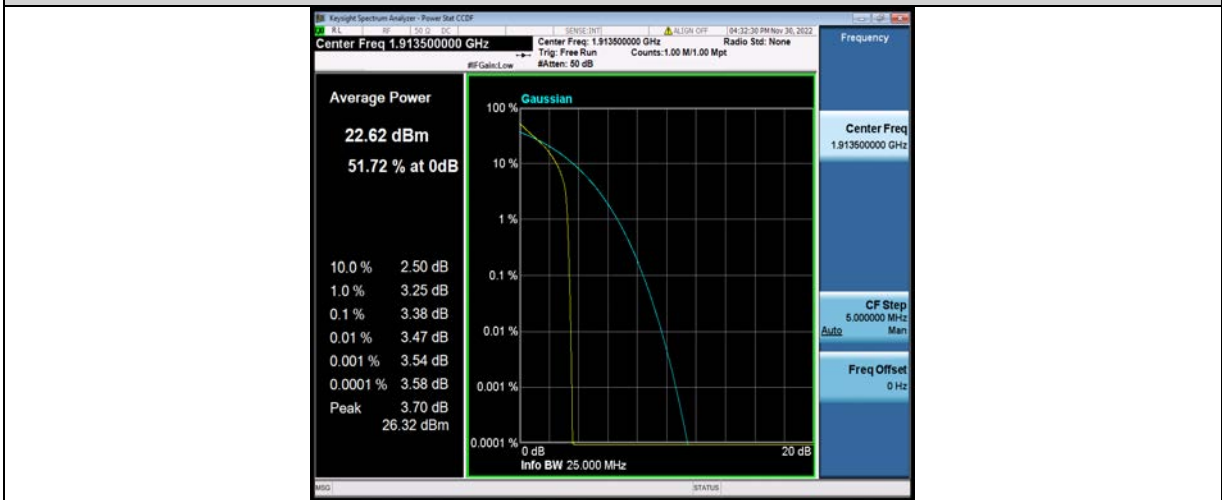 Keysight Spectrum Analyzer - Power Stat CCDF
RL RF 50 Ω DC SENSE:INT ALIGN OFF 04:32:30 PM Nov 30, 2022
Center Freq 1.913500000 GHz
Center Freq: 1.913500000 GHz Radio Std: None
Trig: Free Run Counts:1.00 M/1.00 Mpt
#IFGain:Low #Atten: 50 dB
Frequency
Average Power
22.62 dBm
51.72 % at 0dB
10.0 % 2.50 dB
1.0 % 3.25 dB
0.1 % 3.38 dB
0.01 % 3.47 dB
0.001 % 3.54 dB
0.0001 % 3.58 dB
Peak 3.70 dB
26.32 dBm
Gaussian
100 %
10 %
1 %
0.1 %
0.01 %
0.001 %
0.0001 %
0 dB 20 dB
Info BW 25.000 MHz
Center Freq
1.913500000 GHz
CF Step
5.000000 MHz
Auto Man
Freq Offset
0 Hz
MSG STATUS